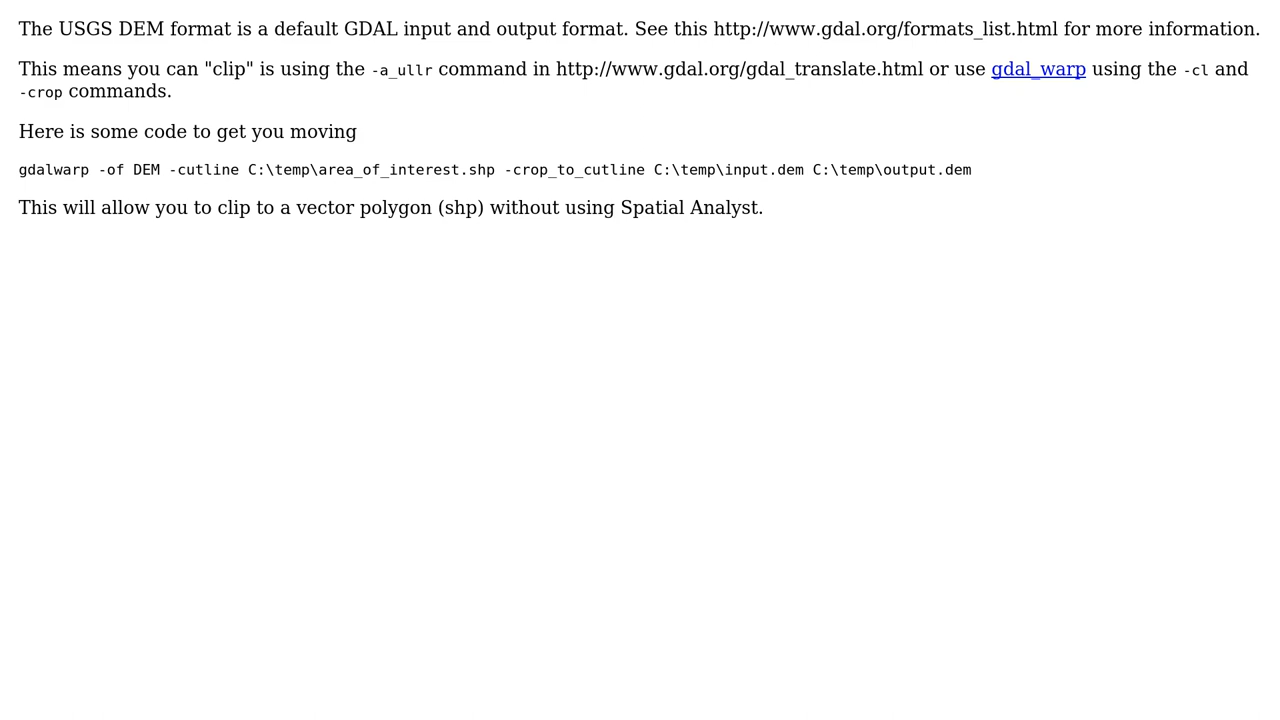 The USGS DEM format is a default GDAL input and output format. See this http://www.gdal.org/formats_list.html for more information.
This means you can "clip" is using the -a_ullr command in http://www.gdal.org/gdal_translate.html or use gdal_warp using the -cl and
-crop commands.
Here is some code to get you moving
gdalwarp -of DEM -cutline C:\temp\area_of_interest.shp -crop_to_cutline C:\temp\input.dem C:\temp\output.dem
This will allow you to clip to a vector polygon (shp) without using Spatial Analyst.